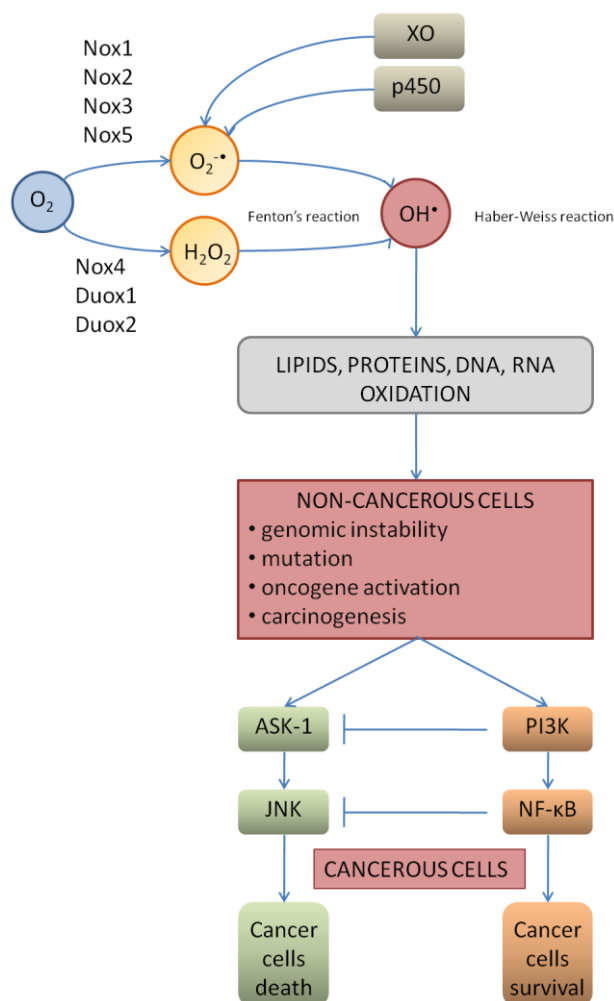 XO
p450
Nox1
Nox2
Nox3
Nox5
O₂⁻•
O₂
Fenton's reaction
OH•
Haber-Weiss reaction
H₂O₂
Nox4
Duox1
Duox2
LIPIDS, PROTEINS, DNA, RNA
OXIDATION
NON-CANCEROUS CELLS
• genomic instability
• mutation
• oncogene activation
• carcinogenesis
ASK-1
PI3K
JNK
NF-κB
CANCEROUS CELLS
Cancer
cells
death
Cancer
cells
survival